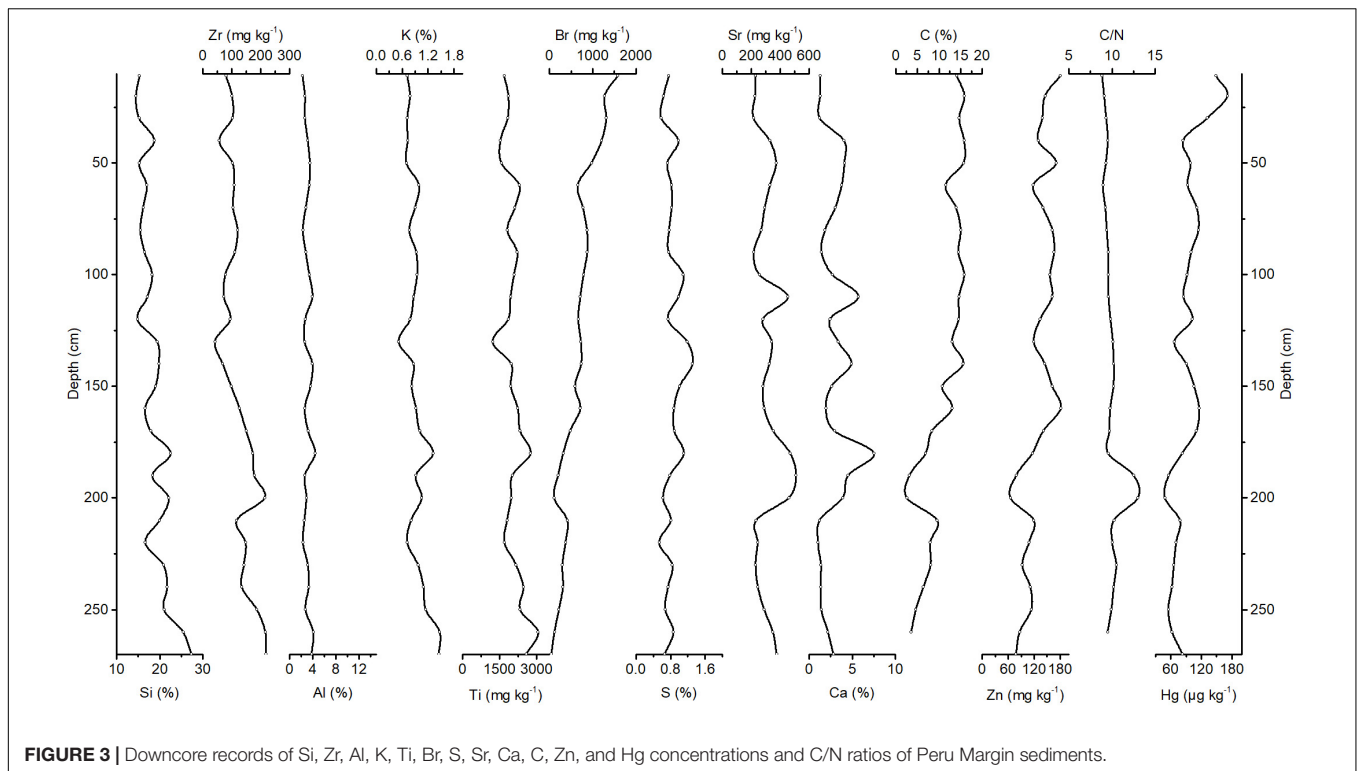 Zr (mg kg⁻¹) K (%) Br (mg kg⁻¹) Sr (mg kg⁻¹) C (%) C/N
0 100 200 300 0.0 0.6 1.2 1.8 0 1000 2000 0 200 400 600 0 5 10 15 20 5 10 15
50 50
100 100
150 150
200 200
250 250
Depth (cm) Depth (cm)
10 20 30 0 4 8 12 1500 3000 0.0 0.8 1.6 0 5 10 0 60 120 180 60 120 180
Si (%) Al (%) Ti (mg kg⁻¹) S (%) Ca (%) Zn (mg kg⁻¹) Hg (µg kg⁻¹)
FIGURE 3 | Downcore records of Si, Zr, Al, K, Ti, Br, S, Sr, Ca, C, Zn, and Hg concentrations and C/N ratios of Peru Margin sediments.